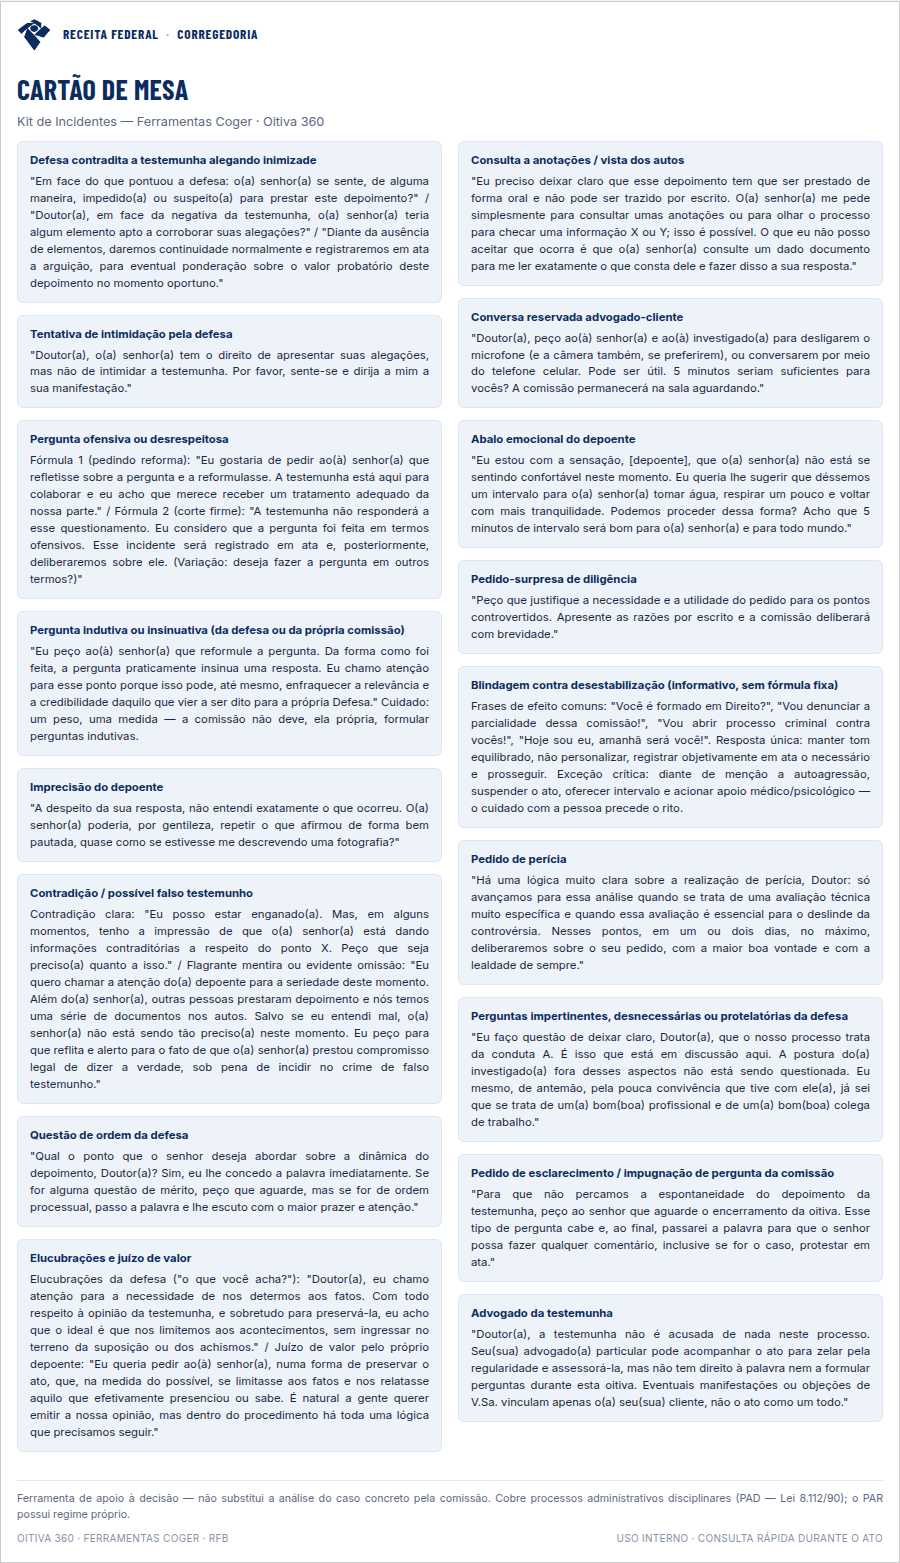 RECEITA FEDERAL · CORREGEDORIA
CARTÃO DE MESA
Kit de Incidentes — Ferramentas Coger · Oitiva 360
Defesa contradita a testemunha alegando inimizade
"Em face do que pontuou a defesa: o(a) senhor(a) se sente, de alguma
maneira, impedido(a) ou suspeito(a) para prestar este depoimento?" /
"Doutor(a), em face da negativa da testemunha, o(a) senhor(a) teria
algum elemento apto a corroborar suas alegações?" / "Diante da ausência
de elementos, daremos continuidade normalmente e registraremos em ata
a arguição, para eventual ponderação sobre o valor probatório deste
depoimento no momento oportuno."
Tentativa de intimidação pela defesa
"Doutor(a), o(a) senhor(a) tem o direito de apresentar suas alegações,
mas não de intimidar a testemunha. Por favor, sente-se e dirija a mim a
sua manifestação."
Pergunta ofensiva ou desrespeitosa
Fórmula 1 (pedindo reforma): "Eu gostaria de pedir ao(à) senhor(a) que
refletisse sobre a pergunta e a reformulasse. A testemunha está aqui para
colaborar e eu acho que merece receber um tratamento adequado da
nossa parte." / Fórmula 2 (corte firme): "A testemunha não responderá a
esse questionamento. Eu considero que a pergunta foi feita em termos
ofensivos. Esse incidente será registrado em ata e, posteriormente,
deliberaremos sobre ele. (Variação: deseja fazer a pergunta em outros
termos?)"
Pergunta indutiva ou insinuativa (da defesa ou da própria comissão)
"Eu peço ao(à) senhor(a) que reformule a pergunta. Da forma como foi
feita, a pergunta praticamente insinua uma resposta. Eu chamo atenção
para esse ponto porque isso pode, até mesmo, enfraquecer a relevância e
a credibilidade daquilo que vier a ser dito para a própria Defesa." Cuidado:
um peso, uma medida — a comissão não deve, ela própria, formular
perguntas indutivas.
Imprecisão do depoente
"A despeito da sua resposta, não entendi exatamente o que ocorreu. O(a)
senhor(a) poderia, por gentileza, repetir o que afirmou de forma bem
pautada, quase como se estivesse me descrevendo uma fotografia?"
Contradição / possível falso testemunho
Contradição clara: "Eu posso estar enganado(a). Mas, em alguns
momentos, tenho a impressão de que o(a) senhor(a) está dando
informações contraditórias a respeito do ponto X. Peço que seja
preciso(a) quanto a isso." / Flagrante mentira ou evidente omissão: "Eu
quero chamar a atenção do(a) depoente para a seriedade deste momento.
Além do(a) senhor(a), outras pessoas prestaram depoimento e nós temos
uma série de documentos nos autos. Salvo se eu entendi mal, o(a)
senhor(a) não está sendo tão preciso(a) neste momento. Eu peço para
que reflita e alerto para o fato de que o(a) senhor(a) prestou compromisso
legal de dizer a verdade, sob pena de incidir no crime de falso
testemunho."
Questão de ordem da defesa
"Qual o ponto que o senhor deseja abordar sobre a dinâmica do
depoimento, Doutor(a)? Sim, eu lhe concedo a palavra imediatamente. Se
for alguma questão de mérito, peço que aguarde, mas se for de ordem
processual, passo a palavra e lhe escuto com o maior prazer e atenção."
Elucubrações e juízo de valor
Elucubrações da defesa ("o que você acha?"): "Doutor(a), eu chamo
atenção para a necessidade de nos determos aos fatos. Com todo
respeito à opinião da testemunha, e sobretudo para preservá-la, eu acho
que o ideal é que nos limitemos aos acontecimentos, sem ingressar no
terreno da suposição ou dos achismos." / Juízo de valor pelo próprio
depoente: "Eu queria pedir ao(à) senhor(a), numa forma de preservar o
ato, que, na medida do possível, se limitasse aos fatos e nos relatasse
aquilo que efetivamente presenciou ou sabe. É natural a gente querer
emitir a nossa opinião, mas dentro do procedimento há toda uma lógica
que precisamos seguir."
Consulta a anotações / vista dos autos
"Eu preciso deixar claro que esse depoimento tem que ser prestado de
forma oral e não pode ser trazido por escrito. O(a) senhor(a) me pede
simplesmente para consultar umas anotações ou para olhar o processo
para checar uma informação X ou Y; isso é possível. O que eu não posso
aceitar que ocorra é que o(a) senhor(a) consulte um dado documento
para me ler exatamente o que consta dele e fazer disso a sua resposta."
Conversa reservada advogado-cliente
"Doutor(a), peço ao(à) senhor(a) e ao(à) investigado(a) para desligarem o
microfone (e a câmera também, se preferirem), ou conversarem por meio
do telefone celular. Pode ser útil. 5 minutos seriam suficientes para
vocês? A comissão permanecerá na sala aguardando."
Abalo emocional do depoente
"Eu estou com a sensação, [depoente], que o(a) senhor(a) não está se
sentindo confortável neste momento. Eu queria lhe sugerir que déssemos
um intervalo para o(a) senhor(a) tomar água, respirar um pouco e voltar
com mais tranquilidade. Podemos proceder dessa forma? Acho que 5
minutos de intervalo será bom para o(a) senhor(a) e para todo mundo."
Pedido-surpresa de diligência
"Peço que justifique a necessidade e a utilidade do pedido para os pontos
controvertidos. Apresente as razões por escrito e a comissão deliberará
com brevidade."
Blindagem contra desestabilização (informativo, sem fórmula fixa)
Frases de efeito comuns: "Você é formado em Direito?", "Vou denunciar a
parcialidade dessa comissão!", "Vou abrir processo criminal contra
vocês!", "Hoje sou eu, amanhã será você!". Resposta única: manter tom
equilibrado, não personalizar, registrar objetivamente em ata o necessário
e prosseguir. Exceção crítica: diante de menção a autoagressão,
suspender o ato, oferecer intervalo e acionar apoio médico/psicológico —
o cuidado com a pessoa precede o rito.
Pedido de perícia
"Há uma lógica muito clara sobre a realização de perícia, Doutor: só
avançamos para essa análise quando se trata de uma avaliação técnica
muito específica e quando essa avaliação é essencial para o deslinde da
controvérsia. Nesses pontos, em um ou dois dias, no máximo,
deliberaremos sobre o seu pedido, com a maior boa vontade e com a
lealdade de sempre."
Perguntas impertinentes, desnecessárias ou protelatórias da defesa
"Eu faço questão de deixar claro, Doutor(a), que o nosso processo trata
da conduta A. É isso que está em discussão aqui. A postura do(a)
investigado(a) fora desses aspectos não está sendo questionada. Eu
mesmo, de antemão, pela pouca convivência que tive com ele(a), já sei
que se trata de um(a) bom(boa) profissional e de um(a) bom(boa) colega
de trabalho."
Pedido de esclarecimento / impugnação de pergunta da comissão
"Para que não percamos a espontaneidade do depoimento da
testemunha, peço ao senhor que aguarde o encerramento da oitiva. Esse
tipo de pergunta cabe e, ao final, passarei a palavra para que o senhor
possa fazer qualquer comentário, inclusive se for o caso, protestar em
ata."
Advogado da testemunha
"Doutor(a), a testemunha não é acusada de nada neste processo.
Seu(sua) advogado(a) particular pode acompanhar o ato para zelar pela
regularidade e assessorá-la, mas não tem direito à palavra nem a formular
perguntas durante esta oitiva. Eventuais manifestações ou objeções de
V.Sa. vinculam apenas o(a) seu(sua) cliente, não o ato como um todo."
Ferramenta de apoio à decisão — não substitui a análise do caso concreto pela comissão. Cobre processos administrativos disciplinares (PAD — Lei 8.112/90); o PAR
possui regime próprio.
OITIVA 360 · FERRAMENTAS COGER · RFB
USO INTERNO · CONSULTA RÁPIDA DURANTE O ATO